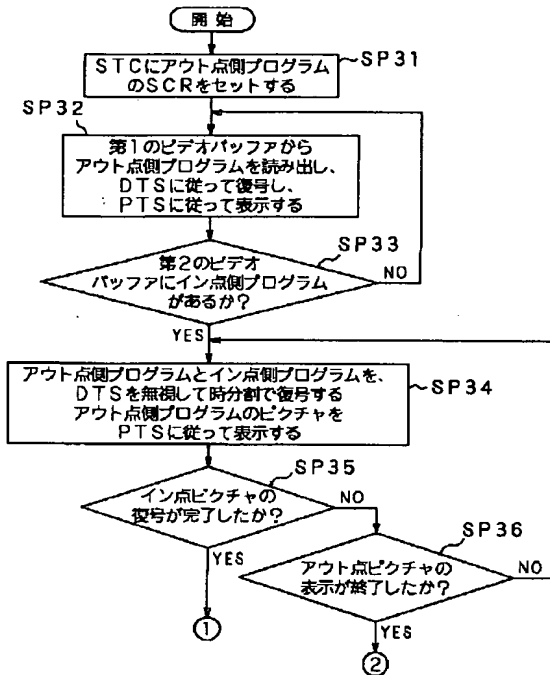 開始
STCにアウト点側プログラム
のSCRをセットする
SP31
SP32
第1のビデオバッファから
アウト点側プログラムを読み出し、
DTSに従って復号し、
PTSに従って表示する
SP33
第2のビデオ
バッファにイン点側プログラム
があるか?
NO
YES
アウト点側プログラムとイン点側プログラムを、
DTSを無視して時分割で復号する
アウト点側プログラムのピクチャを
PTSに従って表示する
SP34
SP35
イン点ピクチャの
復号が完了したか?
NO
YES
SP36
アウト点ピクチャの
表示が終了したか?
NO
YES
①
②